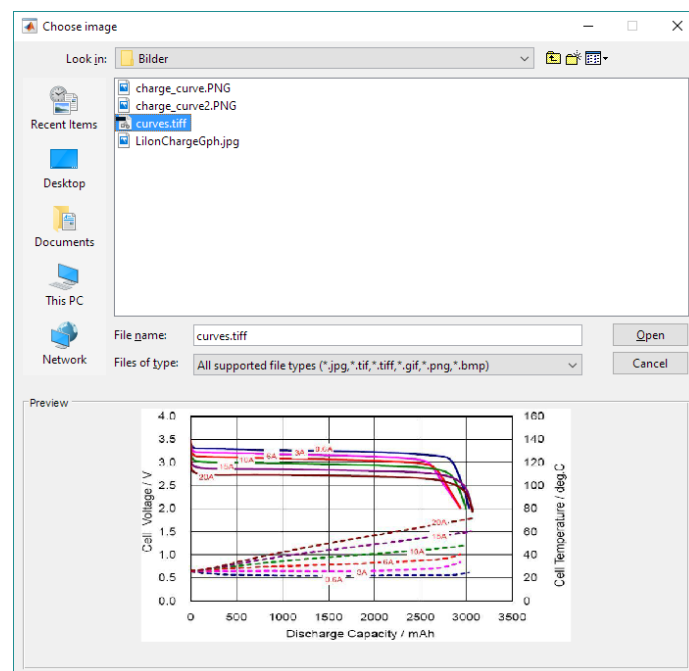 Choose image
Look in:
Bilder
Recent Items
Desktop
Documents
This PC
Network
charge_curve.PNG
charge_curve2.PNG
curves.tiff
LiIonChargeGph.jpg
File name:
curves.tiff
Open
Files of type:
All supported file types (*.jpg,*.tif,*.tiff,*.gif,*.png,*.bmp)
Cancel
Preview
Cell Voltage / V
4.0
3.5
3.0
2.5
2.0
1.5
1.0
0.5
0.0
160
140
120
100
80
60
40
20
0
Cell Temperature / deg.C
20A
15A
10A
6A
3A
0.6A
20A
15A
10A
6A
0.6A
0
500
1000
1500
2000
2500
3000
3500
Discharge Capacity / mAh